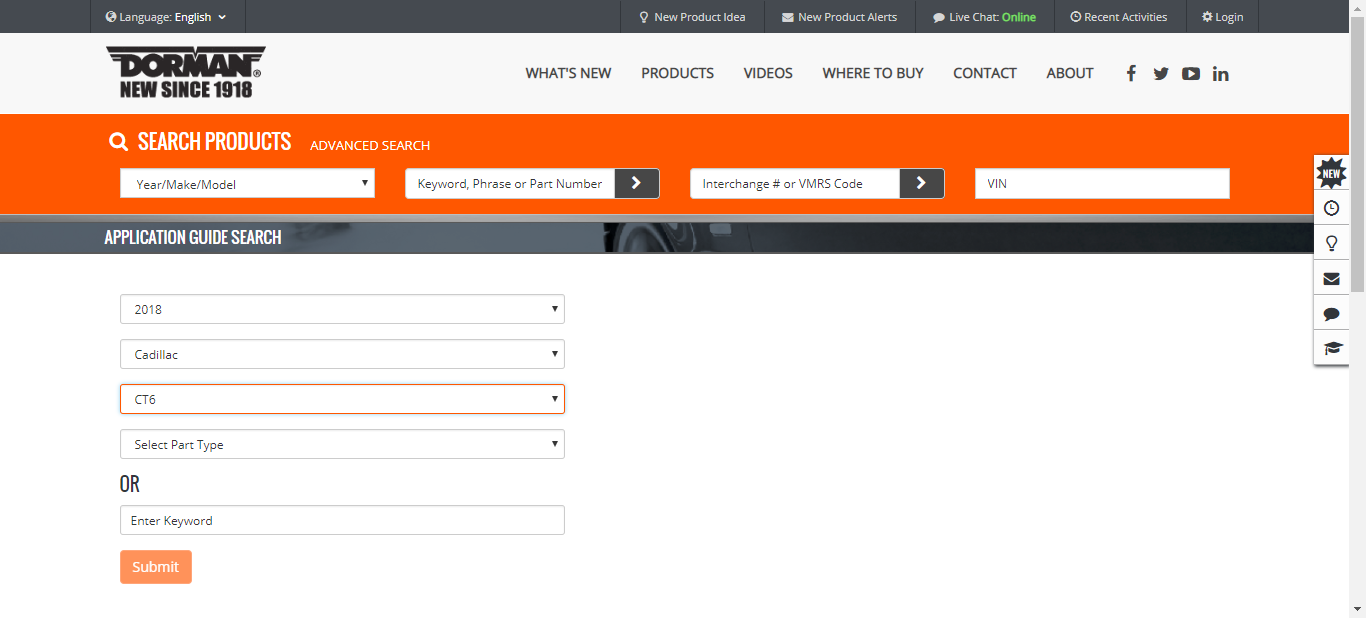 Language: English
New Product Idea
New Product Alerts
Live Chat: Online
Recent Activities
Login
DORMAN®
NEW SINCE 1918
WHAT'S NEW
PRODUCTS
VIDEOS
WHERE TO BUY
CONTACT
ABOUT
SEARCH PRODUCTS
ADVANCED SEARCH
Year/Make/Model
Keyword, Phrase or Part Number
Interchange # or VMRS Code
VIN
NEW
APPLICATION GUIDE SEARCH
2018
Cadillac
CT6
Select Part Type
OR
Enter Keyword
Submit